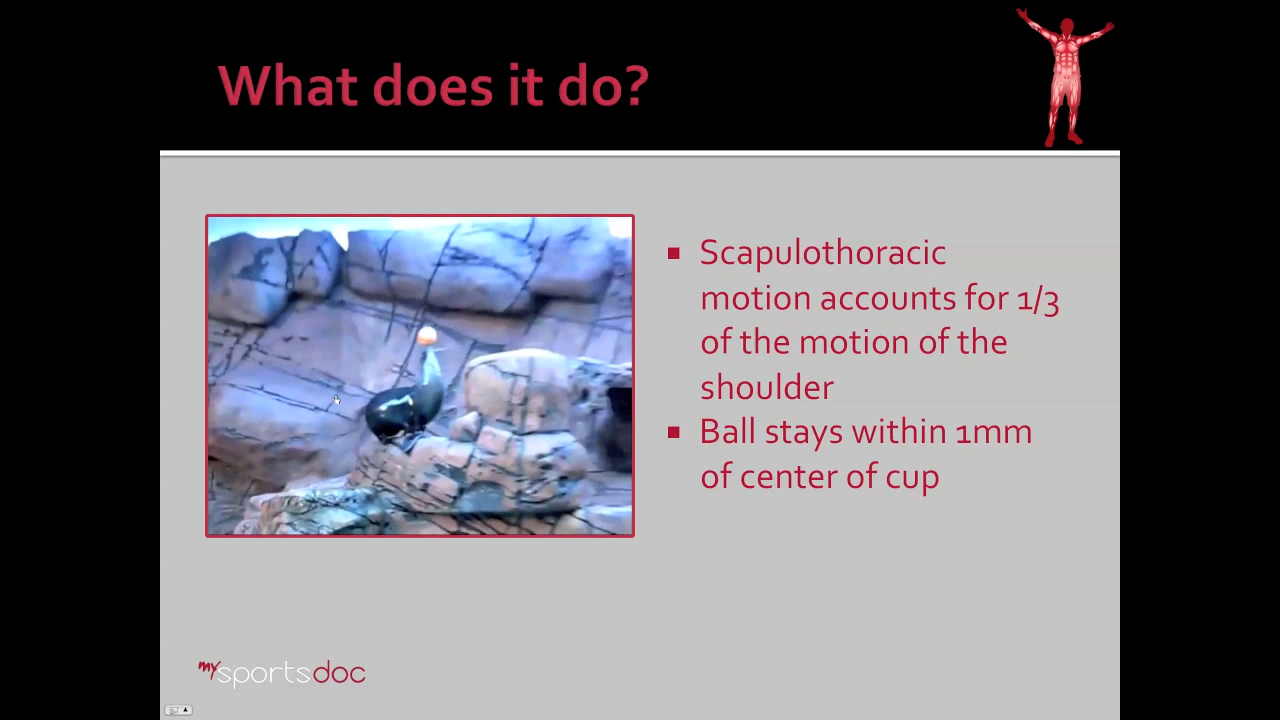 What does it do?
■ Scapulothoracic
motion accounts for 1/3
of the motion of the
shoulder
■ Ball stays within 1mm
of center of cup
mysportsdoc